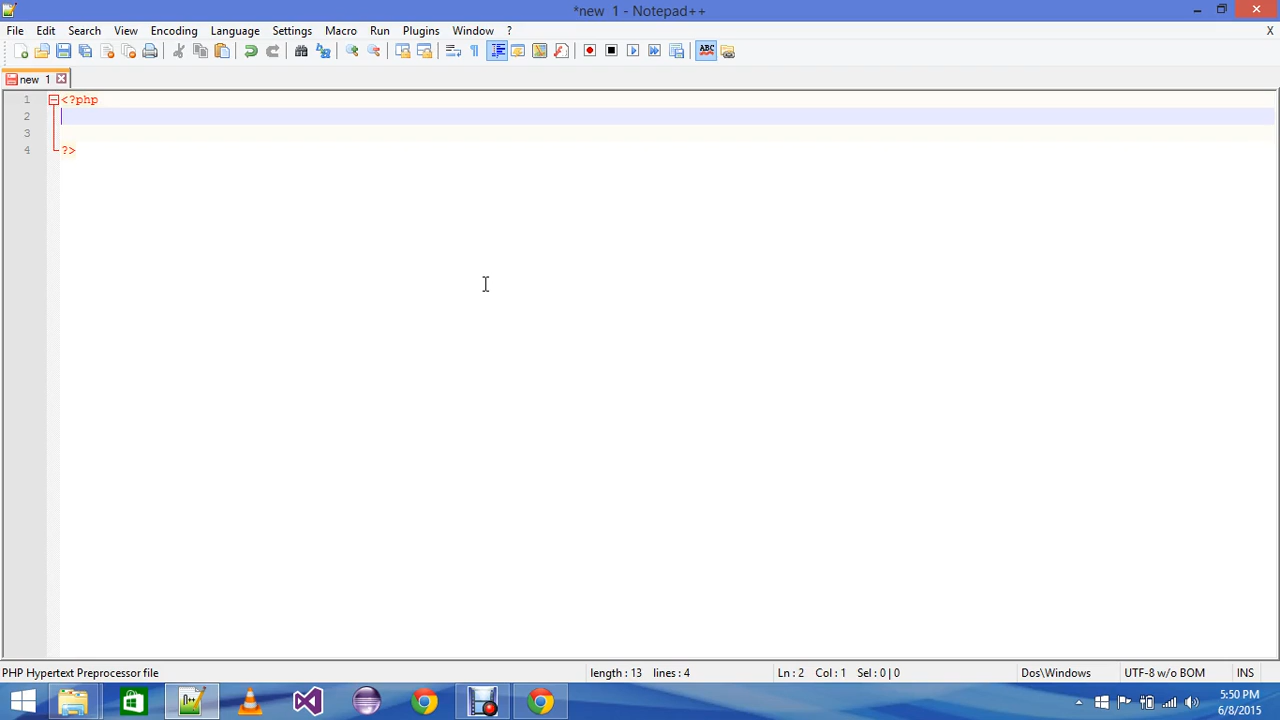 *new 1 - Notepad++
File Edit Search View Encoding Language Settings Macro Run Plugins Window ? X
ABC
new 1
1 <?php
2
3
4 ?>
PHP Hypertext Preprocessor file length : 13 lines : 4 Ln : 2 Col : 1 Sel : 0 | 0 Dos\Windows UTF-8 w/o BOM INS
5:50 PM
6/8/2015